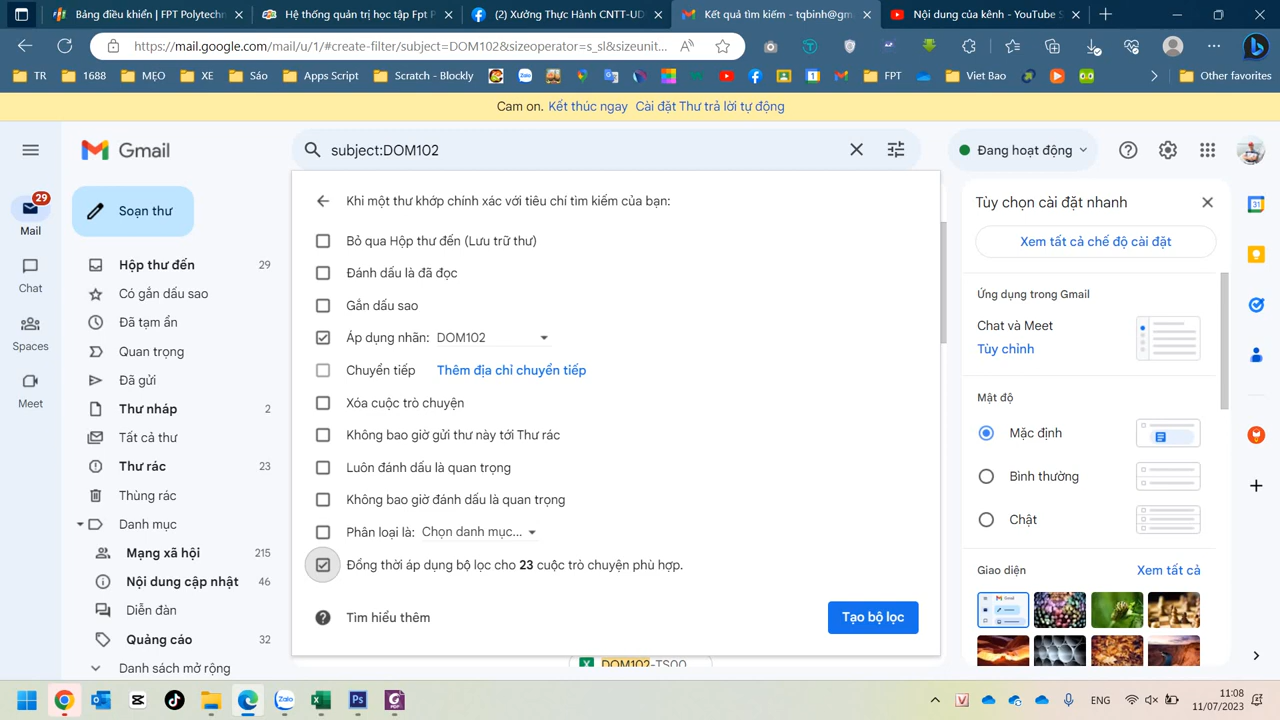 Bảng điều khiển | FPT Polytechn
Hệ thống quản trị học tập Fpt P
(2) Xưởng Thực Hành CNTT-UD
Kết quả tìm kiếm - tqbinh@gm
Nội dung của kênh - YouTube S
https://mail.google.com/mail/u/1/#create-filter/subject=DOM102&sizeoperator=s_sl&sizeunit...
TR
1688
MẸO
XE
Sáo
Apps Script
Scratch - Blockly
FPT
Viet Bao
Other favorites
Cam on. Kết thúc ngay Cài đặt Thư trả lời tự động
Gmail
subject:DOM102
Đang hoạt động
29
Mail
Chat
Spaces
Meet
Soạn thư
Hộp thư đến 29
Có gắn dấu sao
Đã tạm ẩn
Quan trọng
Đã gửi
Thư nháp 2
Tất cả thư
Thư rác 23
Thùng rác
Danh mục
Mạng xã hội 215
Nội dung cập nhật 46
Diễn đàn
Quảng cáo 32
Danh sách mở rộng
Khi một thư khớp chính xác với tiêu chí tìm kiếm của bạn:
Bỏ qua Hộp thư đến (Lưu trữ thư)
Đánh dấu là đã đọc
Gắn dấu sao
Áp dụng nhãn: DOM102
Chuyển tiếp Thêm địa chỉ chuyển tiếp
Xóa cuộc trò chuyện
Không bao giờ gửi thư này tới Thư rác
Luôn đánh dấu là quan trọng
Không bao giờ đánh dấu là quan trọng
Phân loại là: Chọn danh mục...
Đồng thời áp dụng bộ lọc cho 23 cuộc trò chuyện phù hợp.
Tìm hiểu thêm
Tạo bộ lọc
DOM102-TS00
Tùy chọn cài đặt nhanh
Xem tất cả chế độ cài đặt
Ứng dụng trong Gmail
Chat và Meet
Tùy chỉnh
Mật độ
Mặc định
Bình thường
Chật
Giao diện Xem tất cả
ENG
11:08
11/07/2023